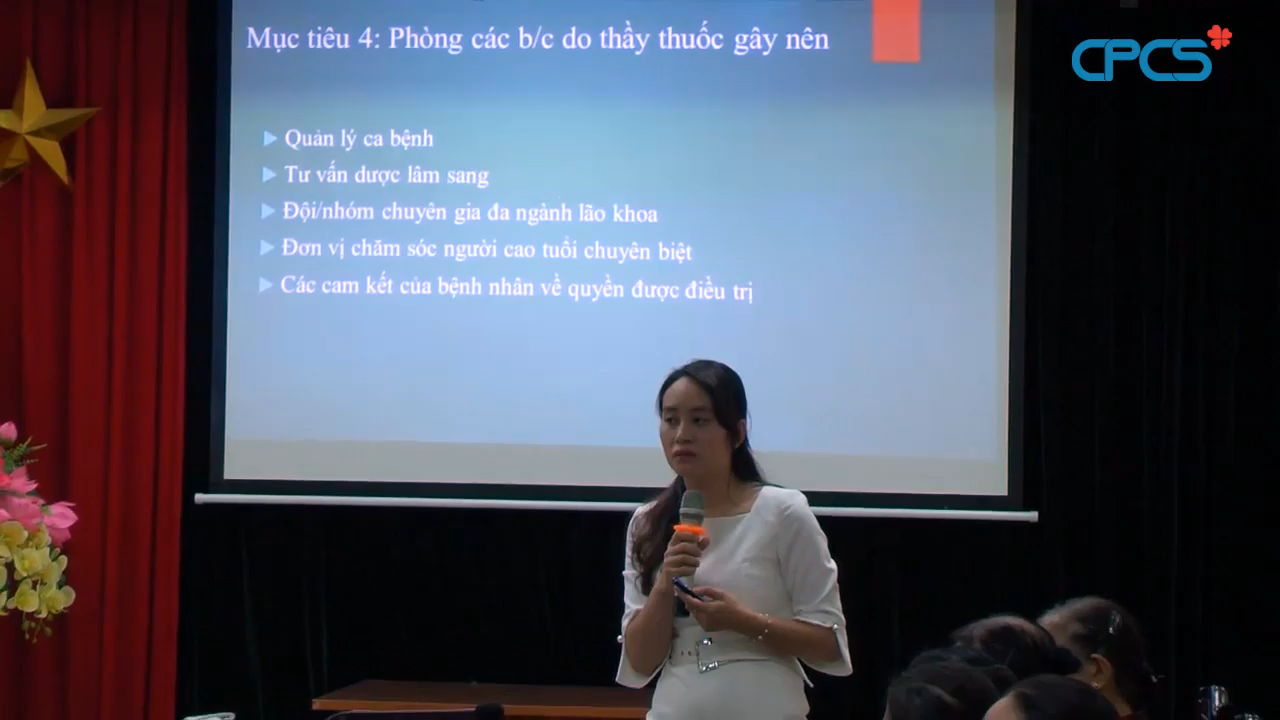 Mục tiêu 4: Phòng các b/c do thầy thuốc gây nên
CPCS
Quản lý ca bệnh
Tư vấn dược lâm sang
Đội/nhóm chuyên gia đa ngành lão khoa
Đơn vị chăm sóc người cao tuổi chuyên biệt
Các cam kết của bệnh nhân về quyền được điều trị